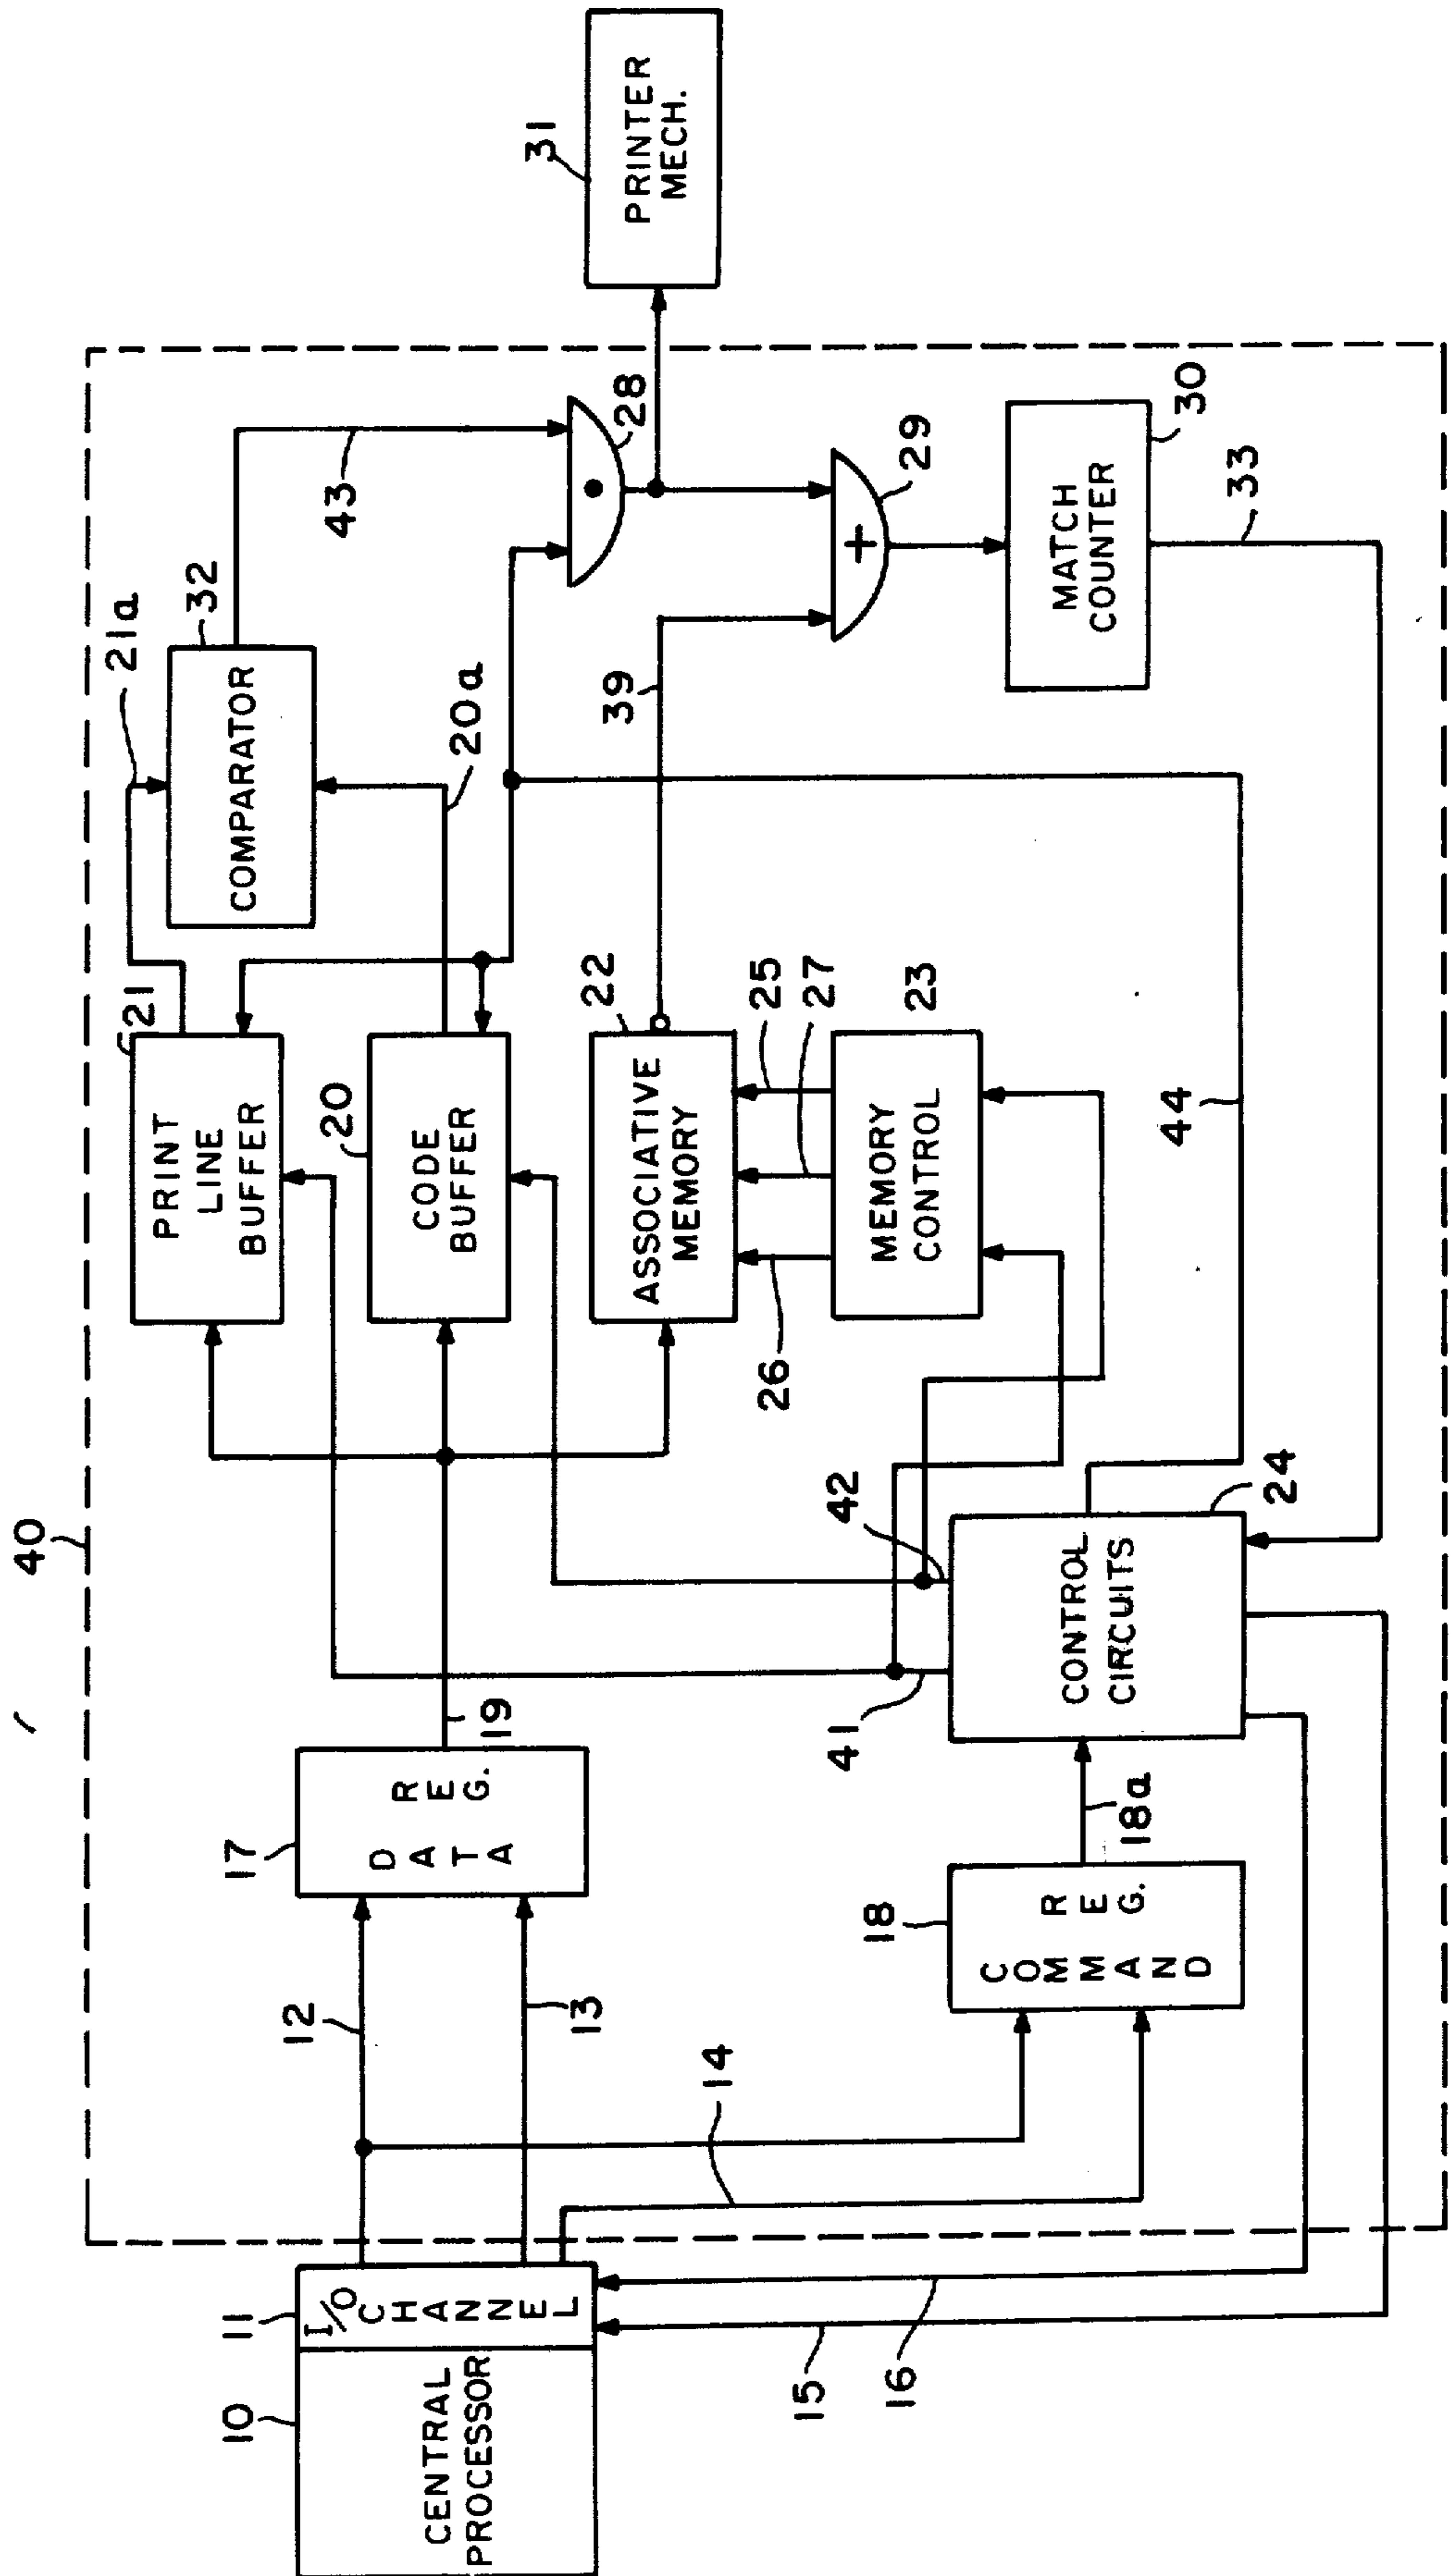 40
10
CENTRAL
PROCESSOR
11
I/O
CHANNEL
12
13
14
15
16
17
DATA
REG.
18
COMMAND
REG.
18a
19
41
42
CONTROL
CIRCUITS
24
21
PRINT
LINE
BUFFER
20
CODE
BUFFER
22
ASSOCIATIVE
MEMORY
26
27
25
23
MEMORY
CONTROL
44
21a
32
COMPARATOR
20a
39
43
28
+
29
MATCH
COUNTER
30
33
31
PRINTER
MECH.